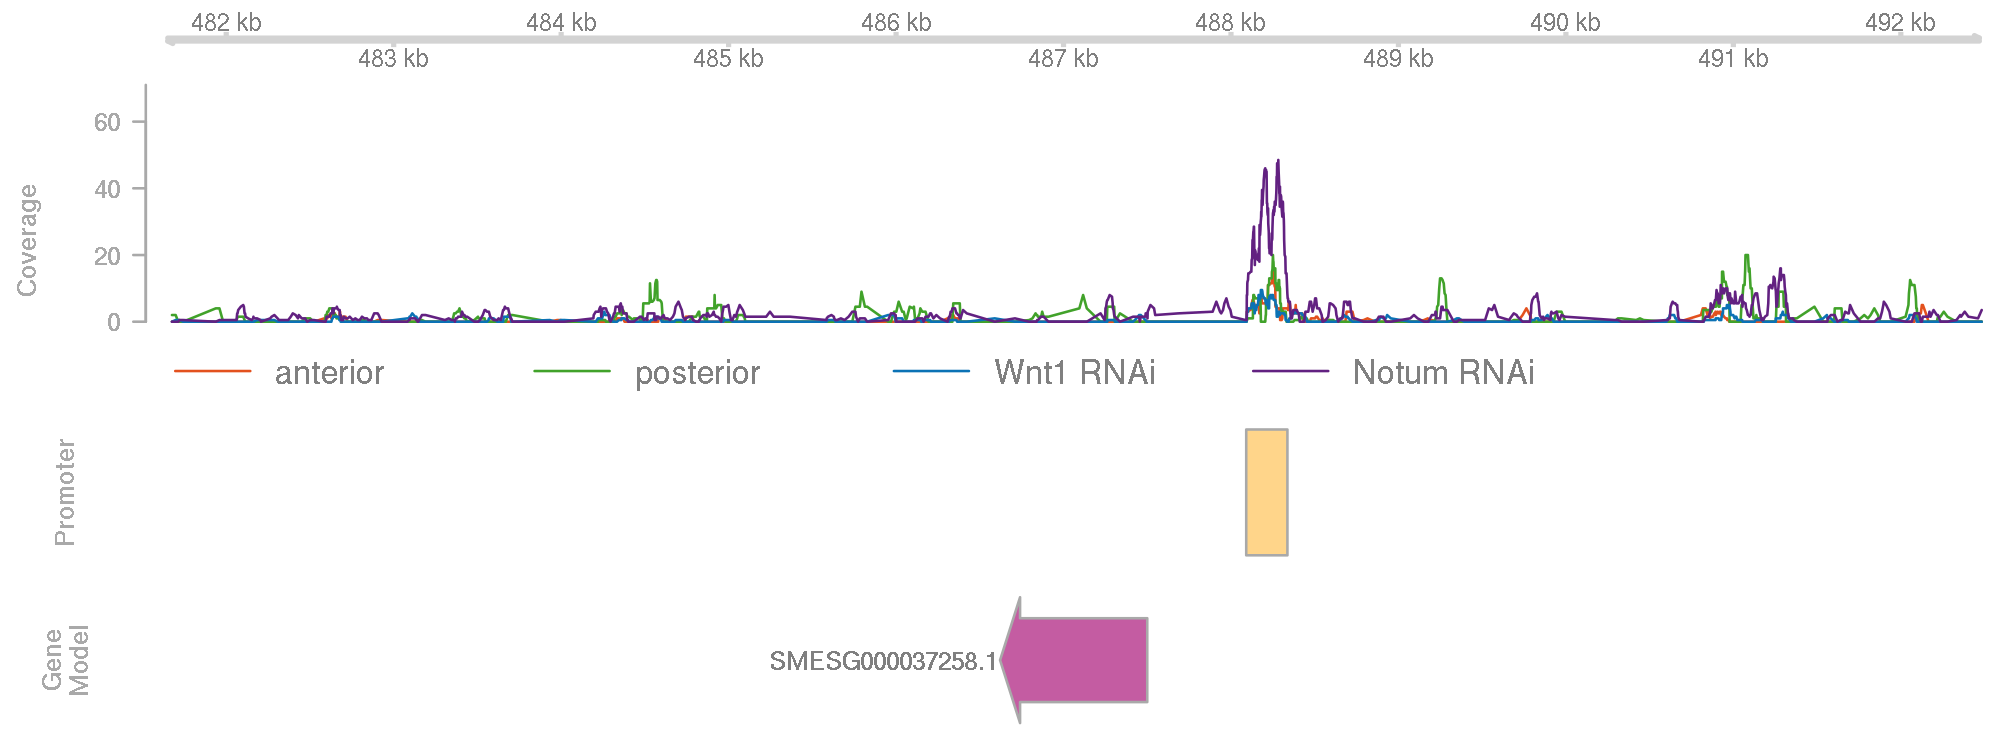 482 kb 484 kb 486 kb 488 kb 490 kb 492 kb
483 kb 485 kb 487 kb 489 kb 491 kb
Coverage
60
40
20
0
anterior posterior Wnt1 RNAi Notum RNAi
Promoter
Gene
Model
SMESG000037258.1